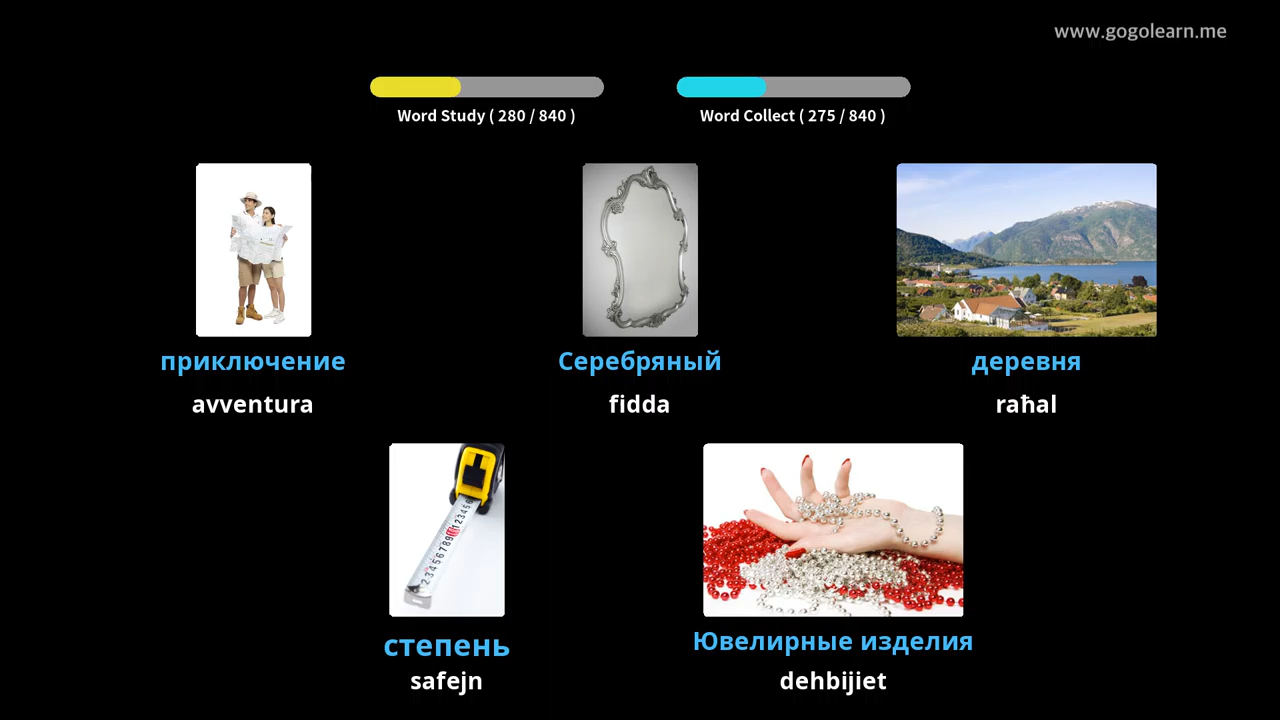 www.gogolearn.me
Word Study ( 280 / 840 )
Word Collect ( 275 / 840 )
приключение
avventura
Серебряный
fidda
деревня
raħal
степень
safejn
Ювелирные изделия
dehbijiet